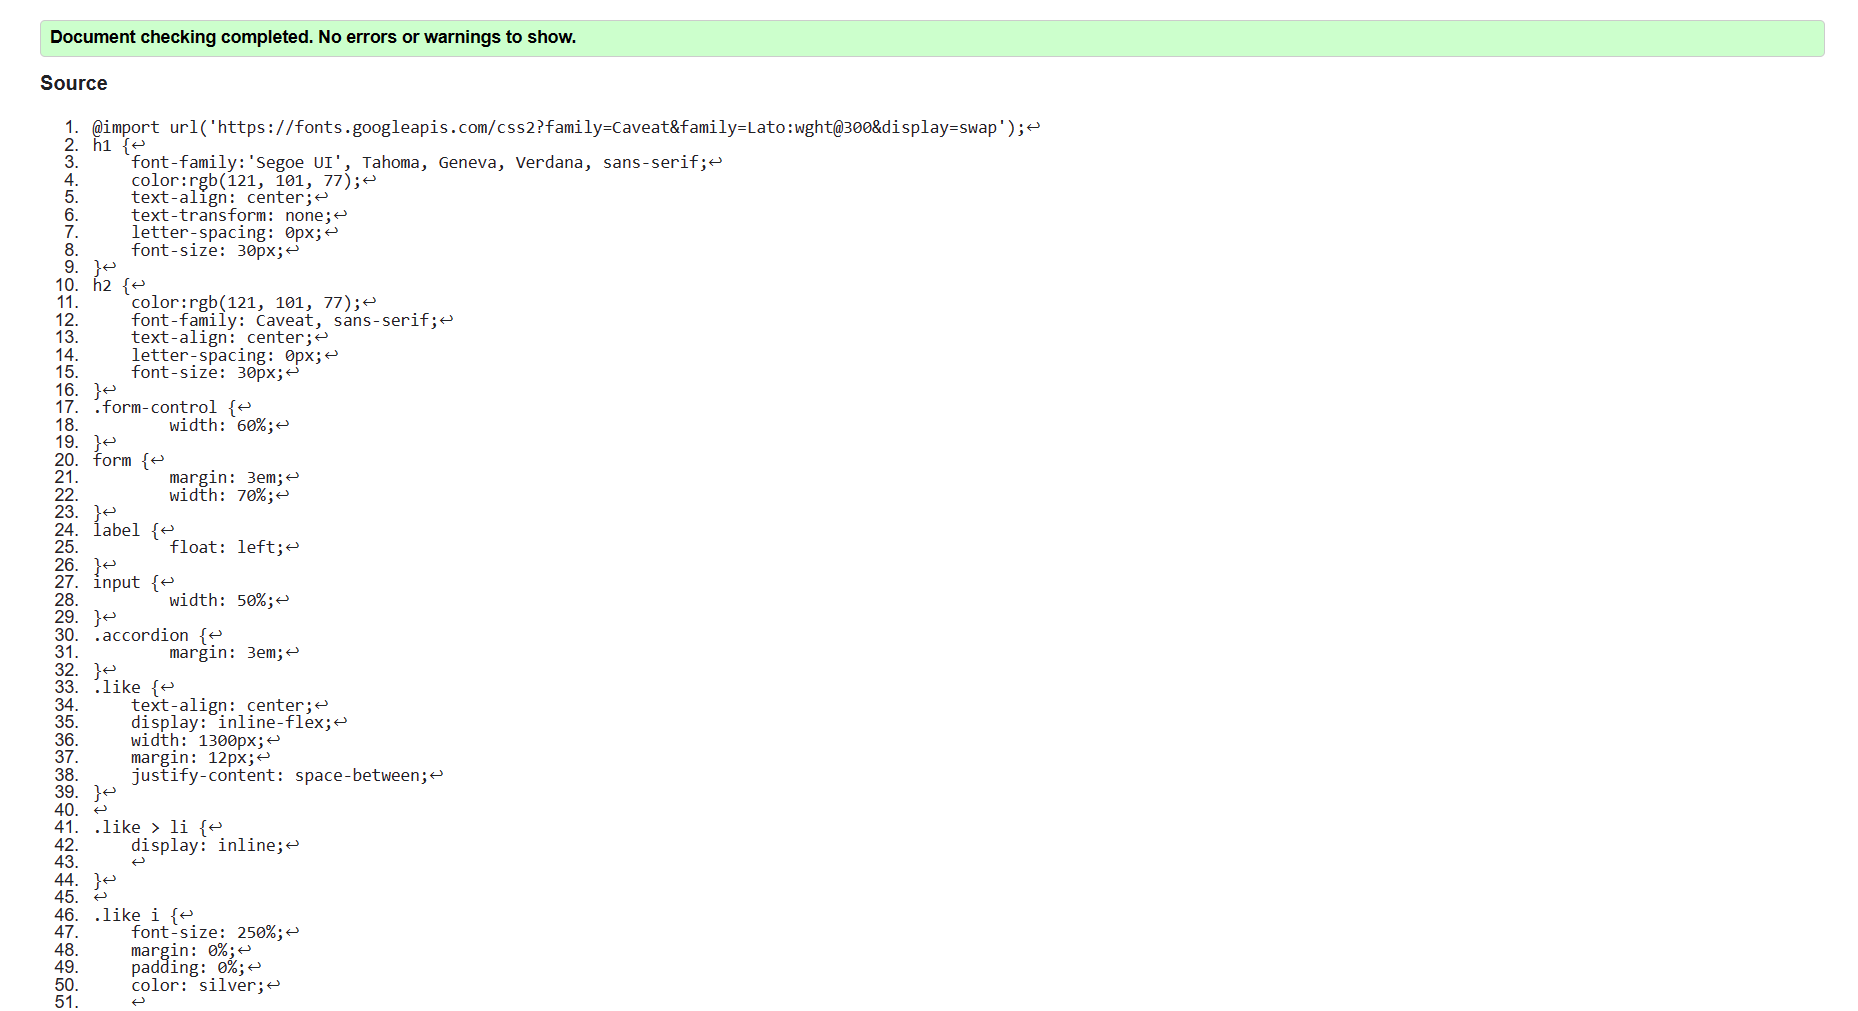 Document checking completed. No errors or warnings to show.
Source
1. @import url('https://fonts.googleapis.com/css2?family=Caveat&family=Lato:wght@300&display=swap');↩
2. h1 {↩
3.     font-family:'Segoe UI', Tahoma, Geneva, Verdana, sans-serif;↩
4.     color:rgb(121, 101, 77);↩
5.     text-align: center;↩
6.     text-transform: none;↩
7.     letter-spacing: 0px;↩
8.     font-size: 30px;↩
9. }↩
10. h2 {↩
11.     color:rgb(121, 101, 77);↩
12.     font-family: Caveat, sans-serif;↩
13.     text-align: center;↩
14.     letter-spacing: 0px;↩
15.     font-size: 30px;↩
16. }↩
17. .form-control {↩
18.         width: 60%;↩
19. }↩
20. form {↩
21.         margin: 3em;↩
22.         width: 70%;↩
23. }↩
24. label {↩
25.         float: left;↩
26. }↩
27. input {↩
28.         width: 50%;↩
29. }↩
30. .accordion {↩
31.         margin: 3em;↩
32. }↩
33. .like {↩
34.     text-align: center;↩
35.     display: inline-flex;↩
36.     width: 1300px;↩
37.     margin: 12px;↩
38.     justify-content: space-between;↩
39. }↩
40. ↩
41. .like > li {↩
42.     display: inline;↩
43.     ↩
44. }↩
45. ↩
46. .like i {↩
47.     font-size: 250%;↩
48.     margin: 0%;↩
49.     padding: 0%;↩
50.     color: silver;↩
51.     ↩